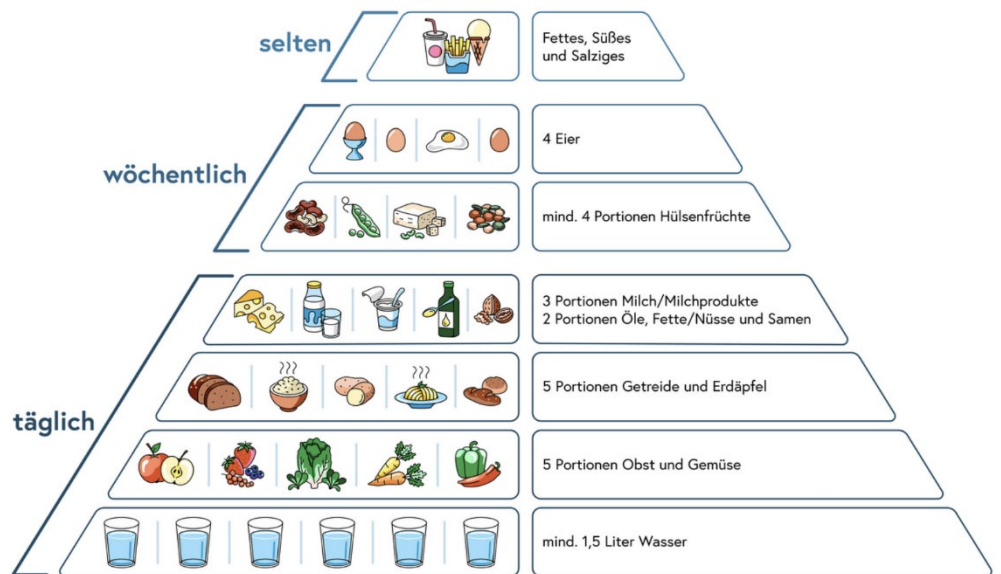 selten
Fettes, Süßes
und Salziges
wöchentlich
4 Eier
mind. 4 Portionen Hülsenfrüchte
täglich
3 Portionen Milch/Milchprodukte
2 Portionen Öle, Fette/Nüsse und Samen
5 Portionen Getreide und Erdäpfel
5 Portionen Obst und Gemüse
mind. 1,5 Liter Wasser